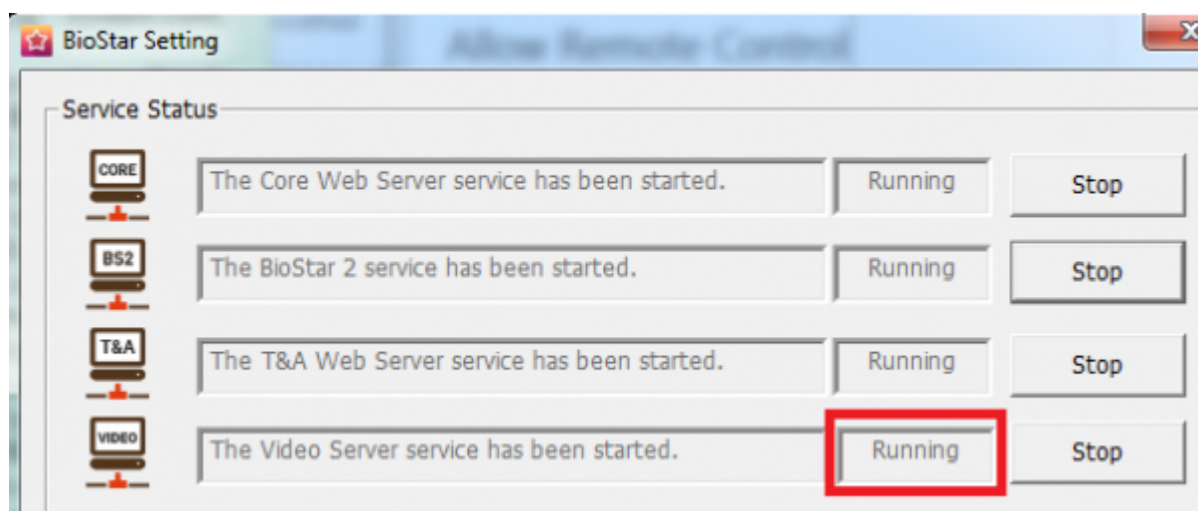 BioStar Setting
Allow Remote Control
Service Status
CORE
The Core Web Server service has been started.
Running
Stop
BS2
The BioStar 2 service has been started.
Running
Stop
T&A
The T&A Web Server service has been started.
Running
Stop
VIDEO
The Video Server service has been started.
Running
Stop